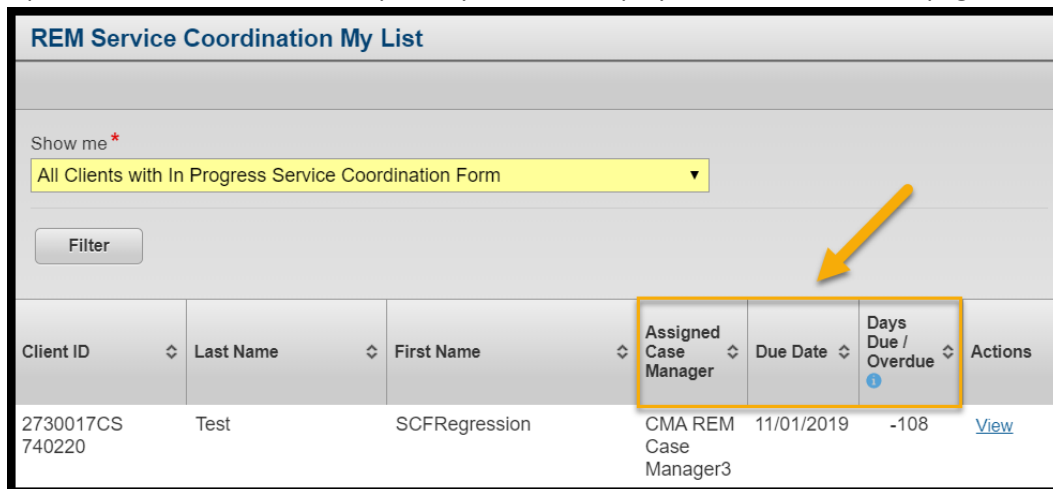 REM Service Coordination My List
Show me*
All Clients with In Progress Service Coordination Form
Filter
Client ID Last Name First Name Assigned Case Manager Due Date Days Due / Overdue Actions
2730017CS 740220 Test SCFRegression CMA REM Case Manager3 11/01/2019 -108 View